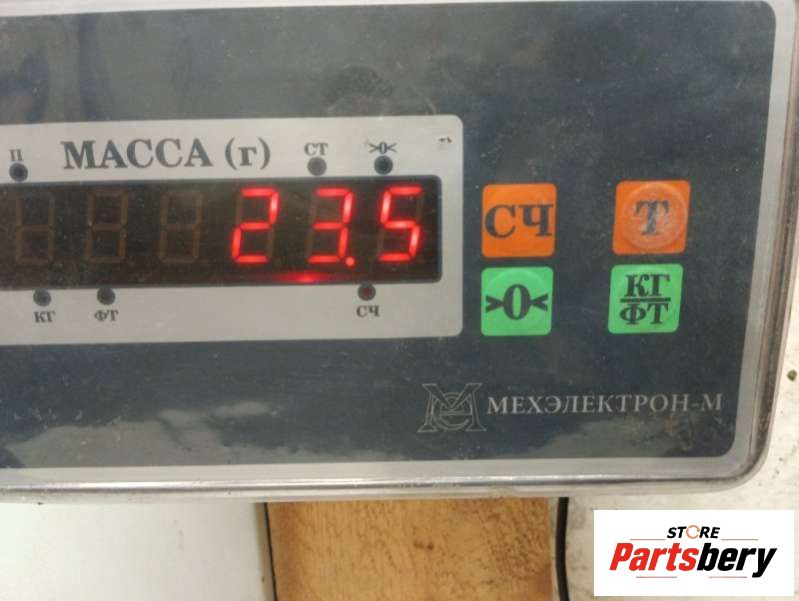 П МАССА (г) СТ >0<
23.5
КГ ФТ СЧ
СЧ Т
>0< КГ
ФТ
МЕХЭЛЕКТРОН-М
STORE
Partsbery